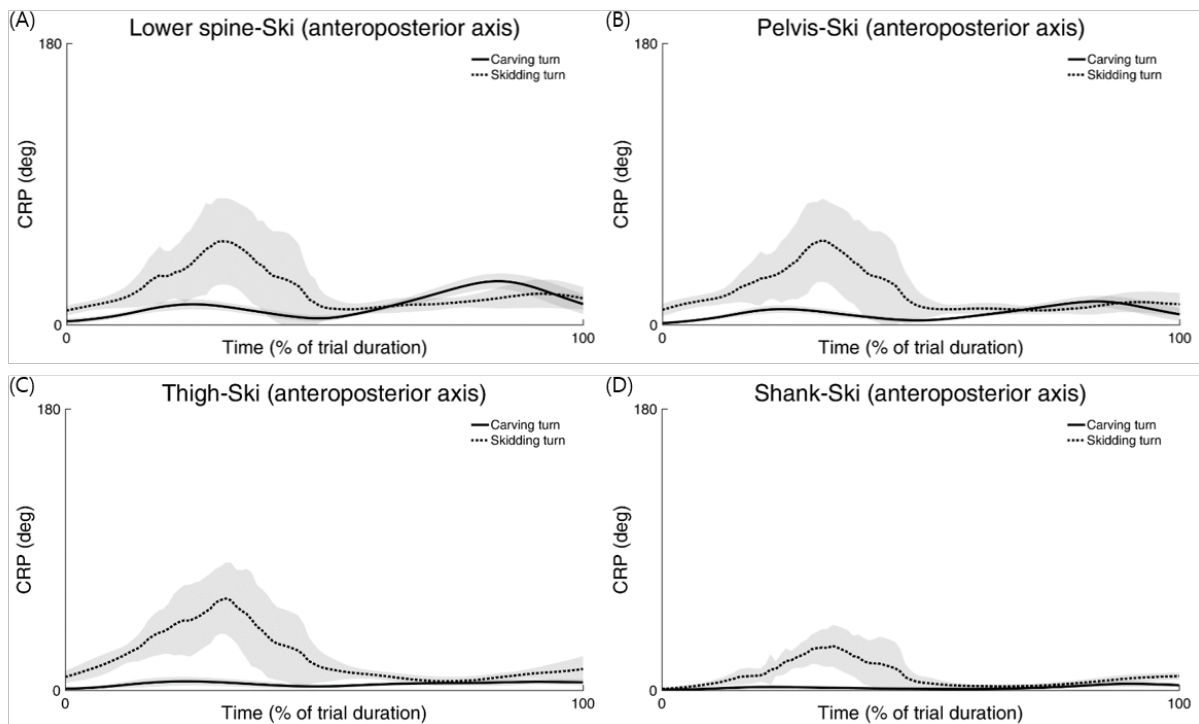 (A)
Lower spine-Ski (anteroposterior axis)
180
Carving turn
Skidding turn
CRP (deg)
0
0
100
Time (% of trial duration)
(B)
Pelvis-Ski (anteroposterior axis)
180
Carving turn
Skidding turn
CRP (deg)
0
0
100
Time (% of trial duration)
(C)
Thigh-Ski (anteroposterior axis)
180
Carving turn
Skidding turn
CRP (deg)
0
0
100
Time (% of trial duration)
(D)
Shank-Ski (anteroposterior axis)
180
Carving turn
Skidding turn
CRP (deg)
0
0
100
Time (% of trial duration)